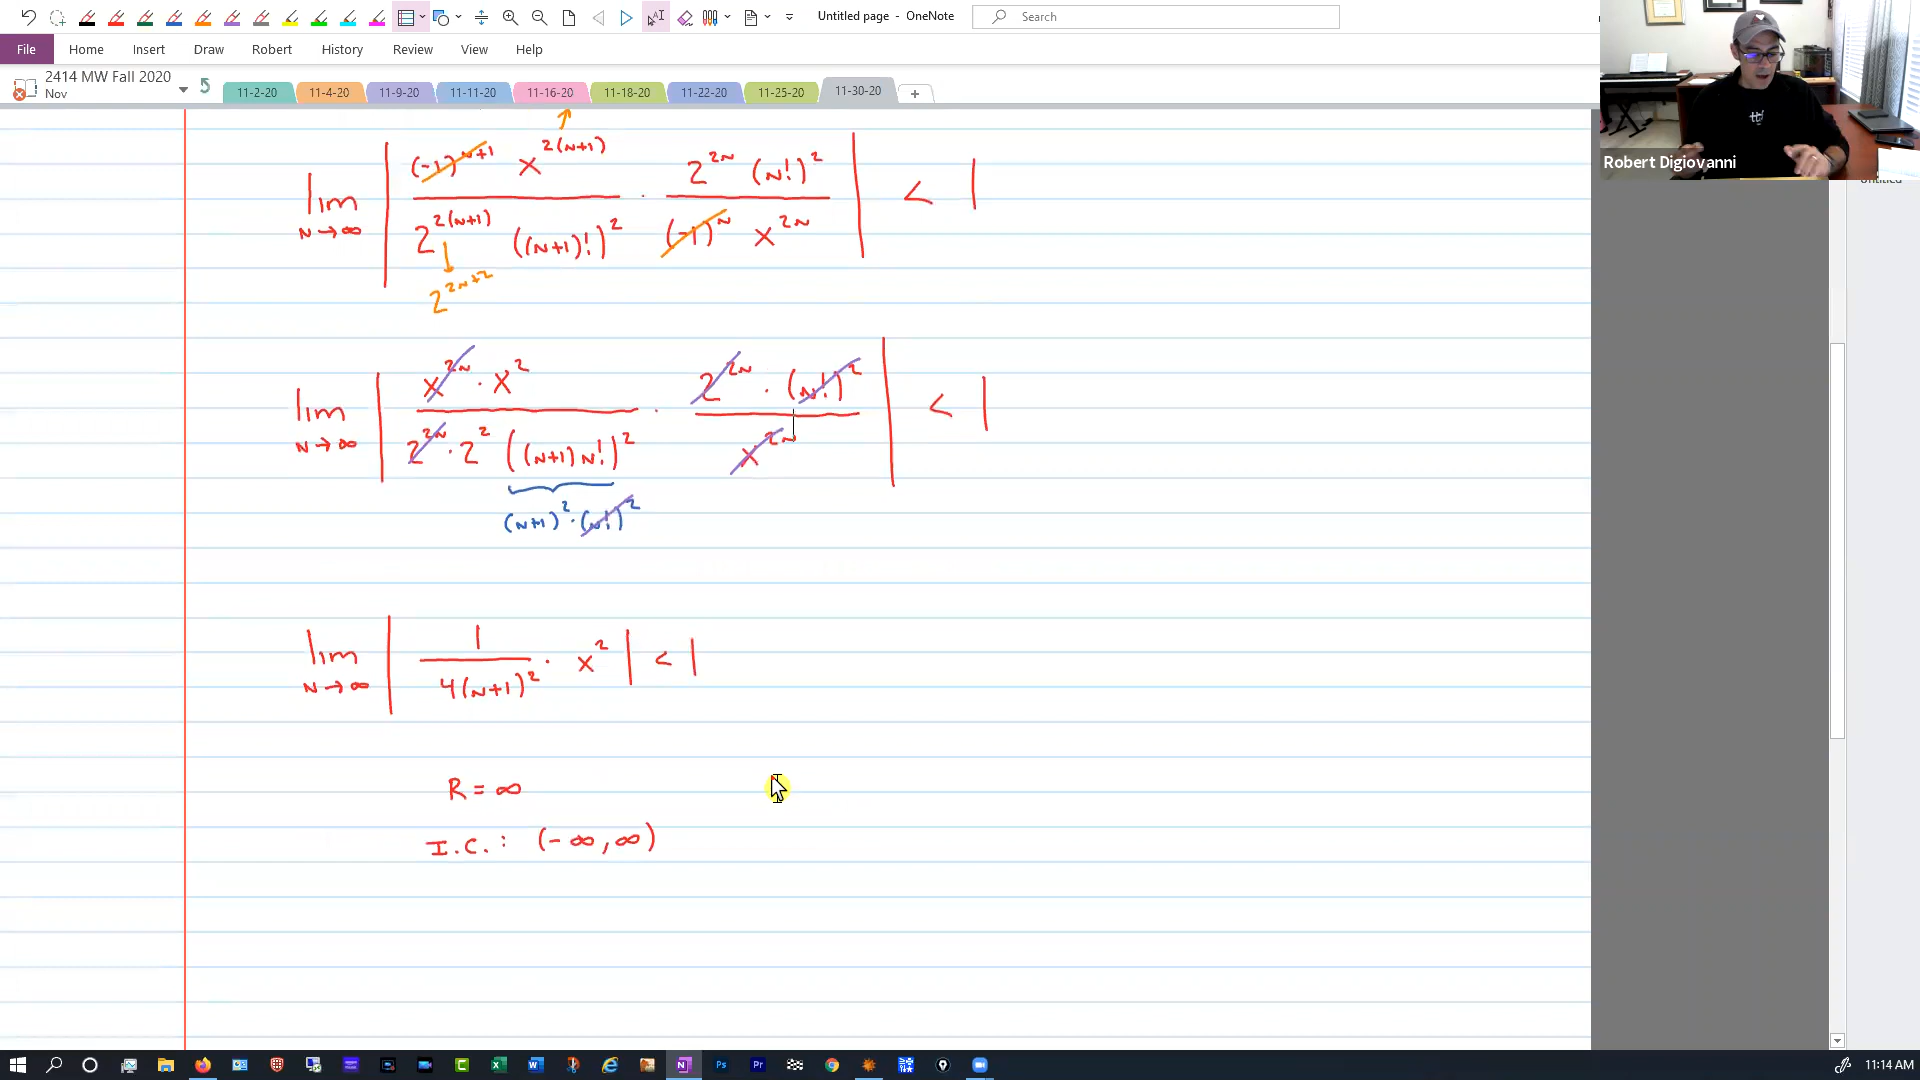 Untitled page - OneNote
Search
File Home Insert Draw Robert History Review View Help
2414 MW Fall 2020
Nov
11-2-20 11-4-20 11-9-20 11-11-20 11-16-20 11-18-20 11-22-20 11-25-20 11-30-20 +
Robert Digiovanni
lim N→∞ | (-1)^{N+1} x^{2(N+1)} / 2^{2(N+1)} ((N+1)!)^2 · 2^{2N} (N!)^2 / (-1)^N x^{2N} | < 1
2^{2N+2}
lim N→∞ | x^{2N} · x^2 / 2^{2N} · 2^2 ((N+1) N!)^2 · 2^{2N} · (N!)^2 / x^{2N} | < 1
(N+1)^2 · (N!)^2
lim N→∞ | 1 / 4(N+1)^2 · x^2 | < 1
R = ∞
I.C. : (-∞, ∞)
11:14 AM